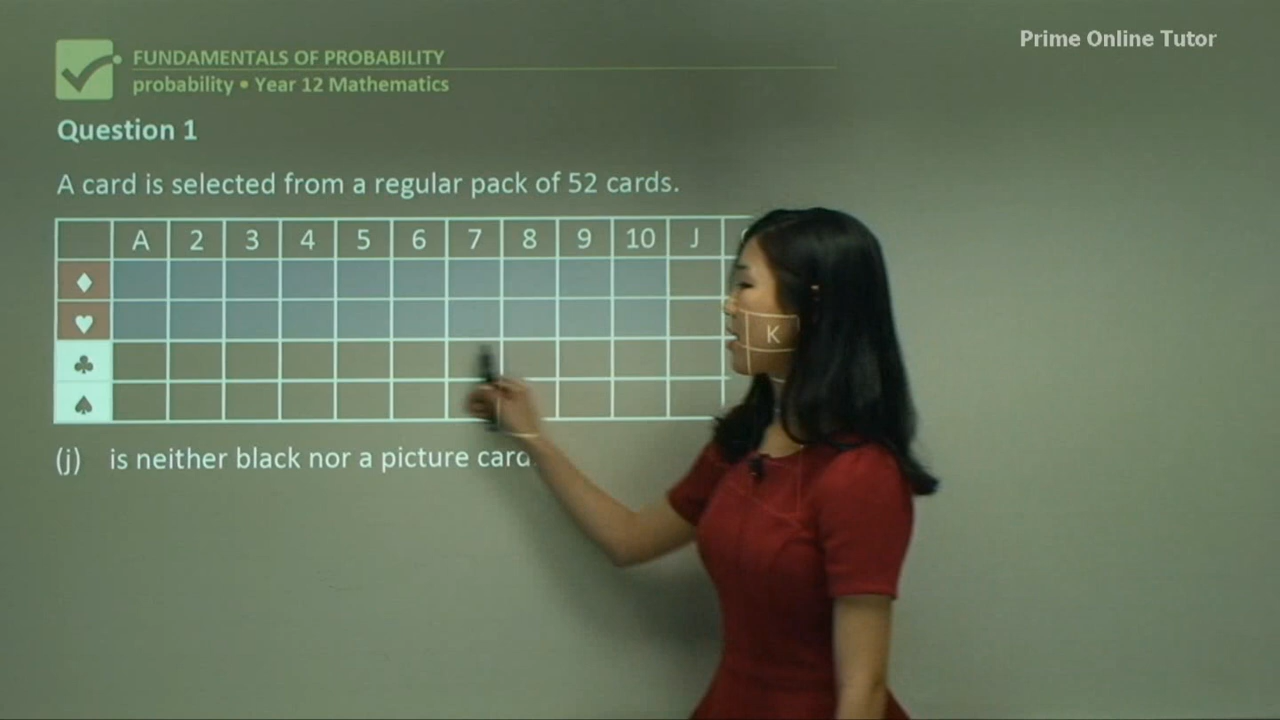 Prime Online Tutor
FUNDAMENTALS OF PROBABILITY
probability • Year 12 Mathematics
Question 1
A card is selected from a regular pack of 52 cards.
A 2 3 4 5 6 7 8 9 10 J
K
♦
♥
♣
♠
(j) is neither black nor a picture card.